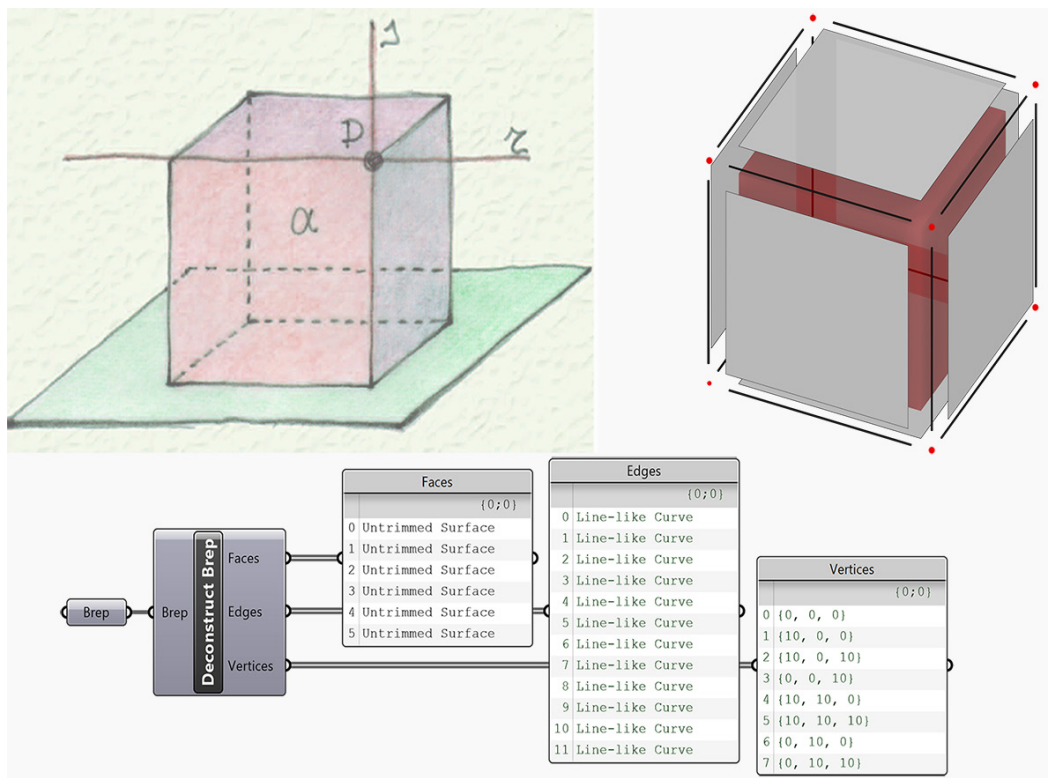 s
D
r
α
Faces
{0;0}
0 Untrimmed Surface
1 Untrimmed Surface
2 Untrimmed Surface
3 Untrimmed Surface
4 Untrimmed Surface
5 Untrimmed Surface
Edges
{0;0}
0 Line-like Curve
1 Line-like Curve
2 Line-like Curve
3 Line-like Curve
4 Line-like Curve
5 Line-like Curve
6 Line-like Curve
7 Line-like Curve
8 Line-like Curve
9 Line-like Curve
10 Line-like Curve
11 Line-like Curve
Vertices
{0;0}
0 {0, 0, 0}
1 {10, 0, 0}
2 {10, 0, 10}
3 {0, 0, 10}
4 {10, 10, 0}
5 {10, 10, 10}
6 {0, 10, 0}
7 {0, 10, 10}
Brep
Brep
Deconstruct Brep
Faces
Edges
Vertices